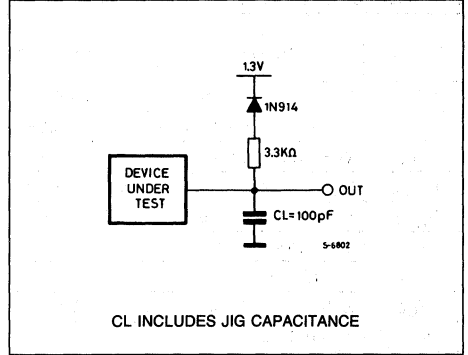 1.3V
1N914
3.3KΩ
DEVICE
UNDER
TEST
OUT
CL=100pF
S-6802
CL INCLUDES JIG CAPACITANCE